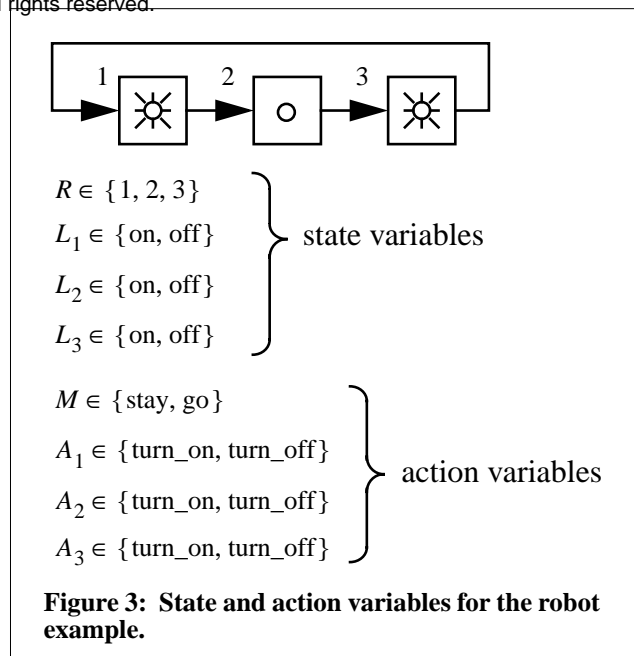 rights reserved.
1 2 3
R ∈ {1, 2, 3}
L₁ ∈ {on, off}
L₂ ∈ {on, off}
L₃ ∈ {on, off}
state variables
M ∈ {stay, go}
A₁ ∈ {turn_on, turn_off}
A₂ ∈ {turn_on, turn_off}
A₃ ∈ {turn_on, turn_off}
action variables
Figure 3: State and action variables for the robot
example.